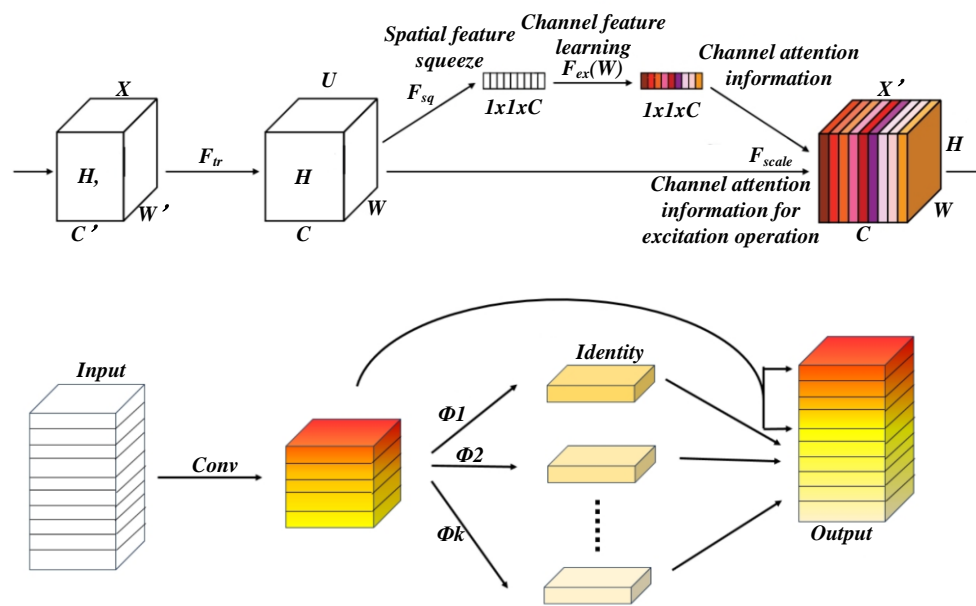 Spatial feature
squeeze
Channel feature
learning
F_ex(W)
Channel attention
information
X
U
F_sq
1x1xC
1x1xC
X’
H,
F_tr
H
F_scale
H
W’
W
Channel attention
information for
excitation operation
W
C’
C
C
Input
Identity
Φ1
Conv
Φ2
Φk
Output